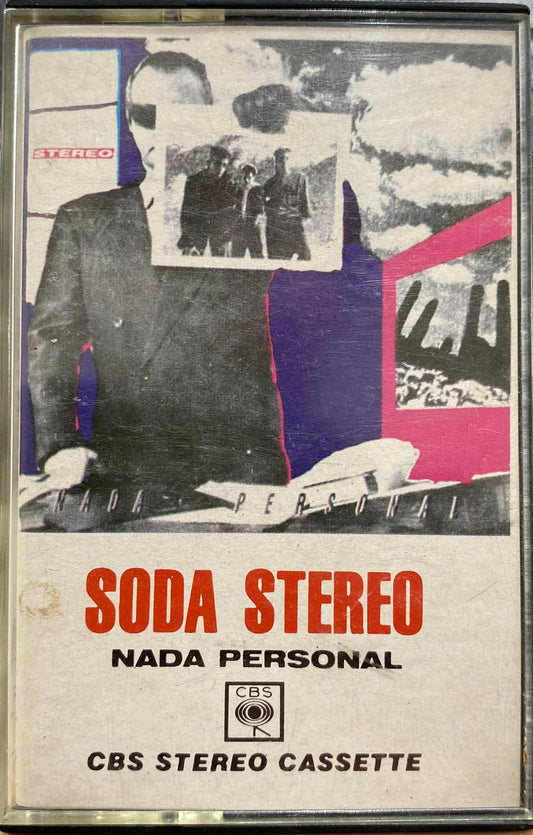 STEREO
NADA PERSONAL
SODA STEREO
NADA PERSONAL
CBS
CBS STEREO CASSETTE